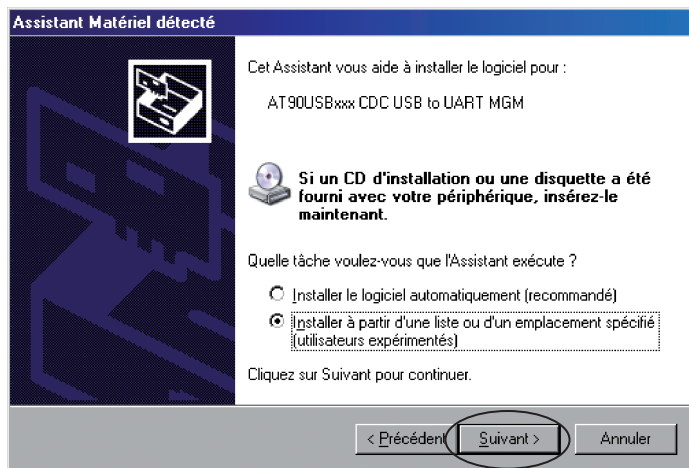 Assistant Matériel détecté
Cet Assistant vous aide à installer le logiciel pour :
AT90USBxxx CDC USB to UART MGM
Si un CD d'installation ou une disquette a été
fourni avec votre périphérique, insérez-le
maintenant.
Quelle tâche voulez-vous que l'Assistant exécute ?
Installer le logiciel automatiquement (recommandé)
Installer à partir d'une liste ou d'un emplacement spécifié
(utilisateurs expérimentés)
Cliquez sur Suivant pour continuer.
< Précédent Suivant > Annuler